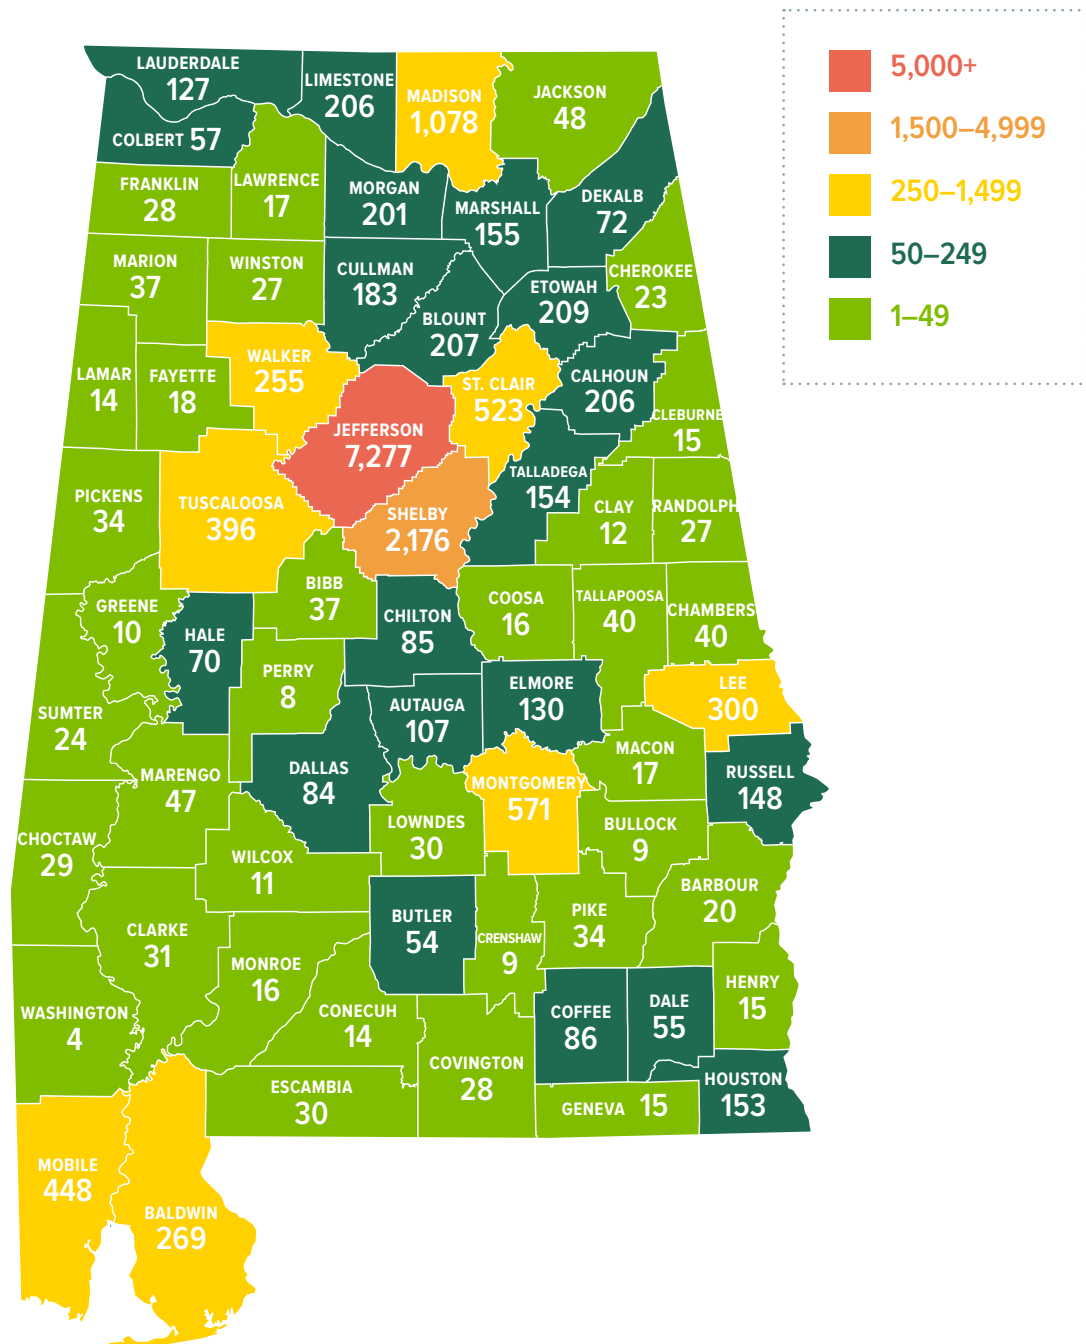 5,000+
1,500–4,999
250–1,499
50–249
1–49
LAUDERDALE
127
LIMESTONE
206
MADISON
1,078
JACKSON
48
COLBERT 57
FRANKLIN
28
LAWRENCE
17
MORGAN
201
MARSHALL
155
DEKALB
72
MARION
37
WINSTON
27
CULLMAN
183
BLOUNT
207
ETOWAH
209
CHEROKEE
23
LAMAR
14
FAYETTE
18
WALKER
255
JEFFERSON
7,277
ST. CLAIR
523
CALHOUN
206
CLEBURNE
15
PICKENS
34
TUSCALOOSA
396
SHELBY
2,176
TALLADEGA
154
CLAY
12
RANDOLPH
27
GREENE
10
HALE
70
BIBB
37
CHILTON
85
COOSA
16
TALLAPOOSA
40
CHAMBERS
40
SUMTER
24
PERRY
8
AUTAUGA
107
ELMORE
130
LEE
300
MARENGO
47
DALLAS
84
MONTGOMERY
571
MACON
17
RUSSELL
148
CHOCTAW
29
WILCOX
11
LOWNDES
30
BULLOCK
9
BARBOUR
20
CLARKE
31
BUTLER
54
CRENSHAW
9
PIKE
34
MONROE
16
HENRY
15
WASHINGTON
4
CONECUH
14
COVINGTON
28
COFFEE
86
DALE
55
ESCAMBIA
30
GENEVA 15
HOUSTON
153
MOBILE
448
BALDWIN
269